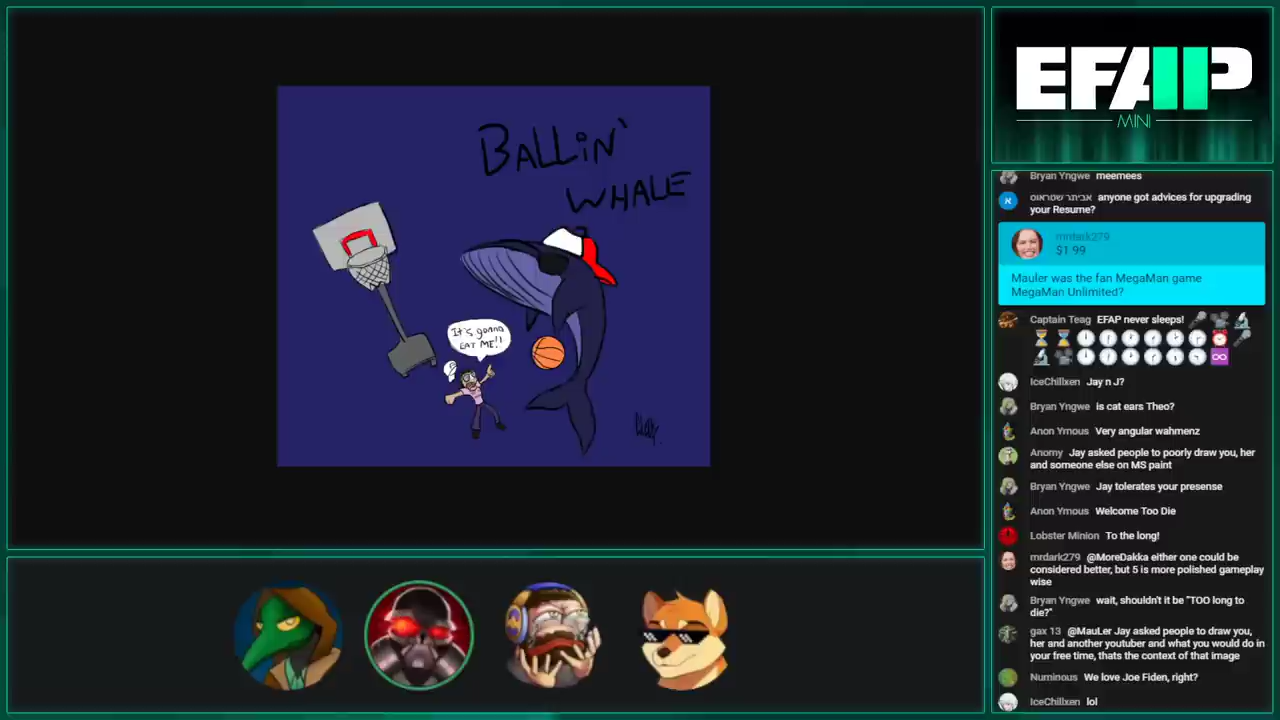 BALLiN'
WHALE
It's gonna
EAT ME!!
EFAP
MINI
Bryan Yngwe meemees
אביתר שטראוס anyone got advices for upgrading
your Resume?
mrdark279
$1.99
Mauler was the fan MegaMan game
MegaMan Unlimited?
Captain Teag EFAP never sleeps!
IceChillxen Jay n J?
Bryan Yngwe is cat ears Theo?
Anon Ymous Very angular wahmenz
Anomy Jay asked people to poorly draw you, her
and someone else on MS paint
Bryan Yngwe Jay tolerates your presense
Anon Ymous Welcome Too Die
Lobster Minion To the long!
mrdark279 @MoreDakka either one could be
considered better, but 5 is more polished gameplay
wise
Bryan Yngwe wait, shouldn't it be "TOO long to
die?"
gax 13 @MauLer Jay asked people to draw you,
her and another youtuber and what you would do in
your free time, thats the context of that image
Numinous We love Joe Fiden, right?
IceChillxen lol